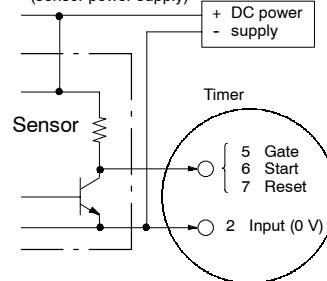 (sensor power supply)
+ DC power
- supply
Timer
Sensor
5 Gate
6 Start
7 Reset
2 Input (0 V)